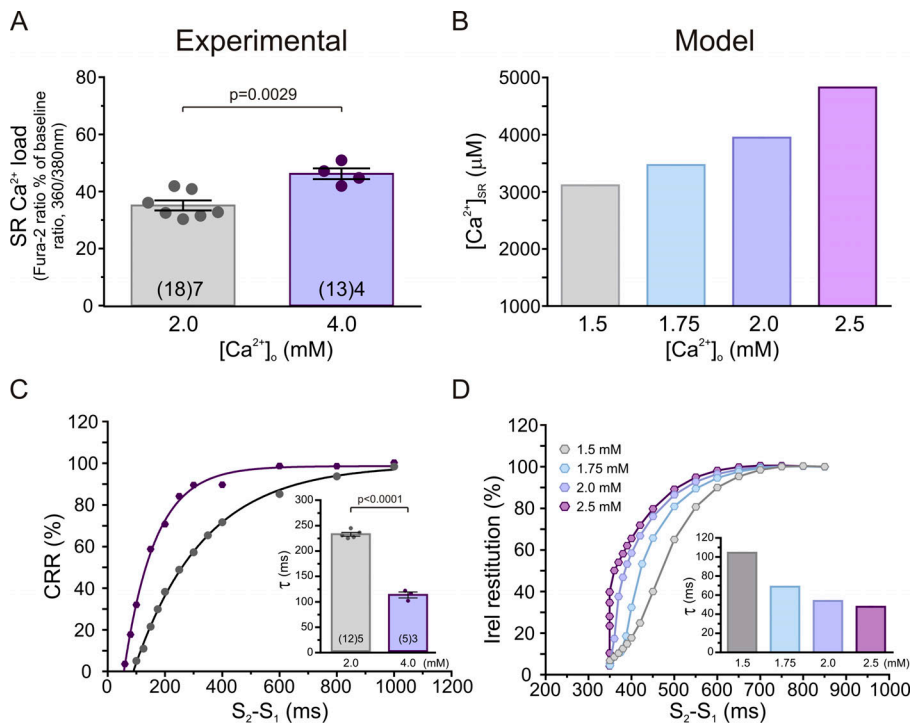 A
Experimental
B
Model
SR Ca²⁺ load
(Fura-2 ratio % of baseline
ratio, 360/380nm)
80
60
40
20
0
p=0.0029
(18)7
(13)4
2.0
4.0
[Ca²⁺]ₒ (mM)
[Ca²⁺]SR (μM)
5000
4000
3000
2000
1000
1.5
1.75
2.0
2.5
[Ca²⁺]ₒ (mM)
C
CRR (%)
120
100
80
60
40
20
0
0
200
400
600
800
1000
1200
S₂-S₁ (ms)
p<0.0001
τ (ms)
300
250
200
150
100
50
0
(12)5
(5)3
2.0
4.0
(mM)
D
Irel restitution (%)
120
100
80
60
40
20
0
1.5 mM
1.75 mM
2.0 mM
2.5 mM
200
300
400
500
600
700
800
900
1000
S₂-S₁ (ms)
τ (ms)
120
100
80
60
40
20
0
1.5
1.75
2.0
2.5 (mM)